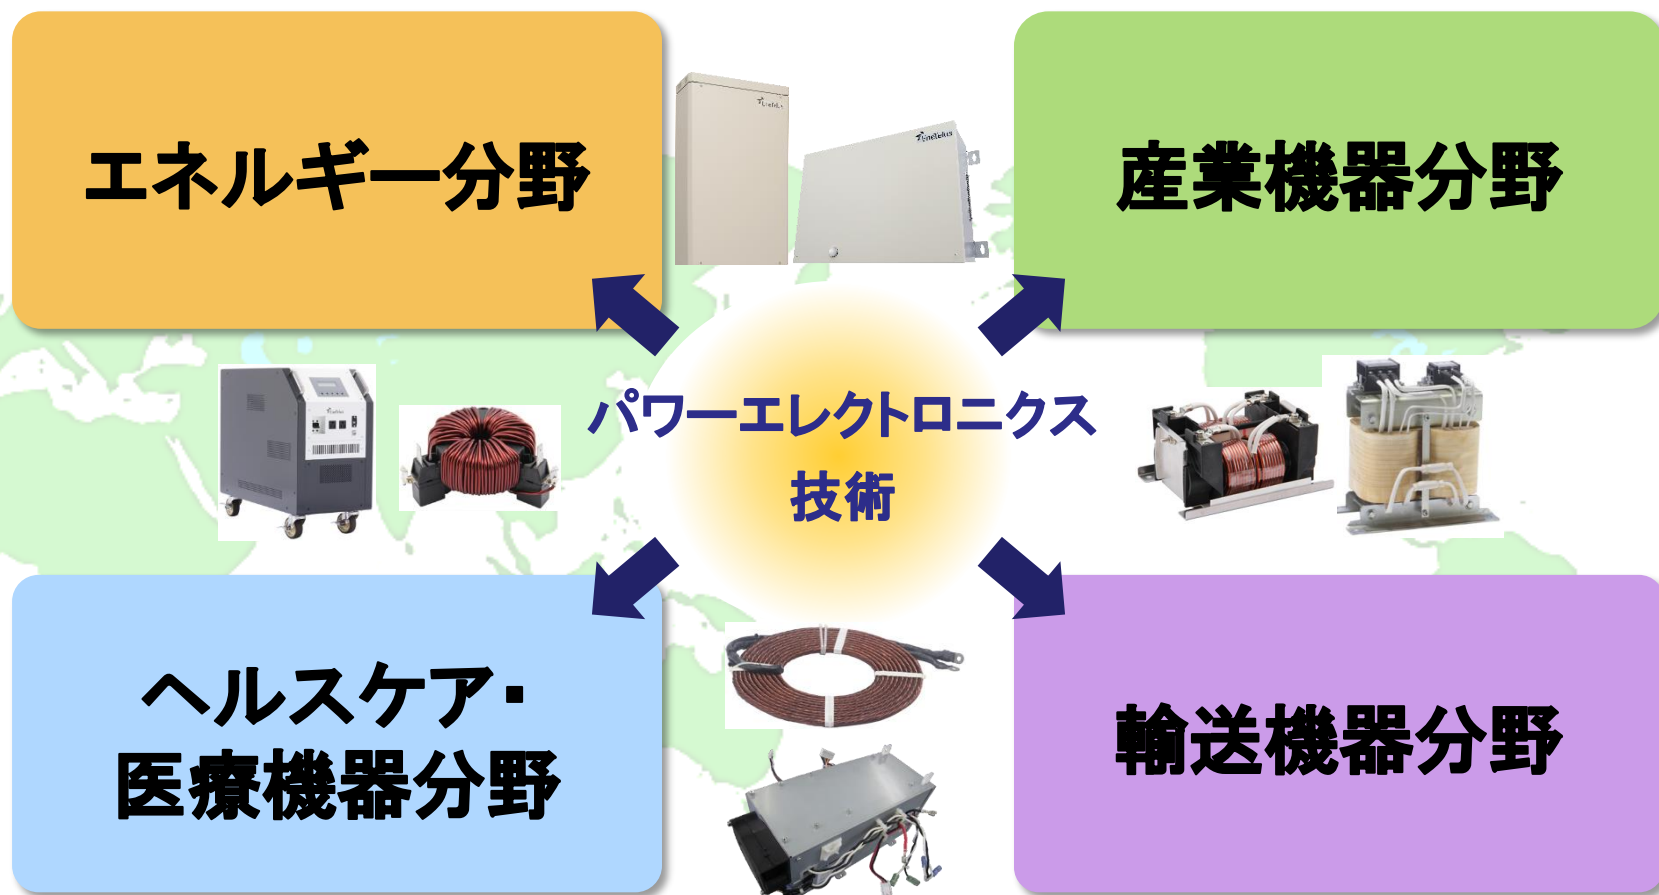 エネルギー分野
EneTelus
産業機器分野
パワーエレクトロニクス
技術
ヘルスケア・
医療機器分野
輸送機器分野